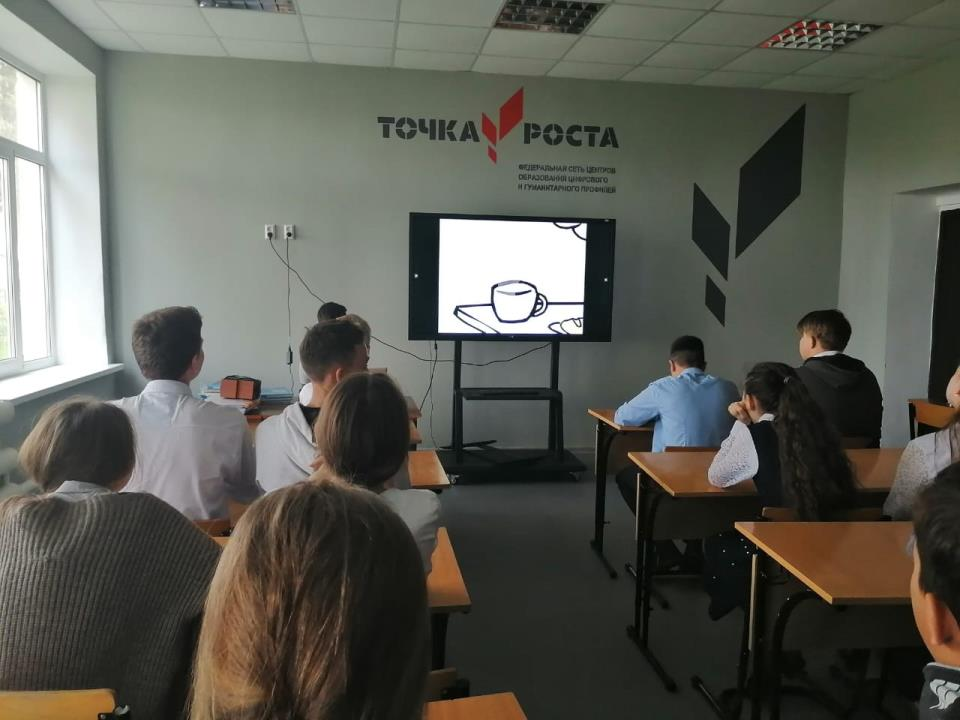 ТОЧКА РОСТА
ФЕДЕРАЛЬНАЯ СЕТЬ ЦЕНТРОВ
ОБРАЗОВАНИЯ ЦИФРОВОГО
И ГУМАНИТАРНОГО ПРОФИЛЕЙ